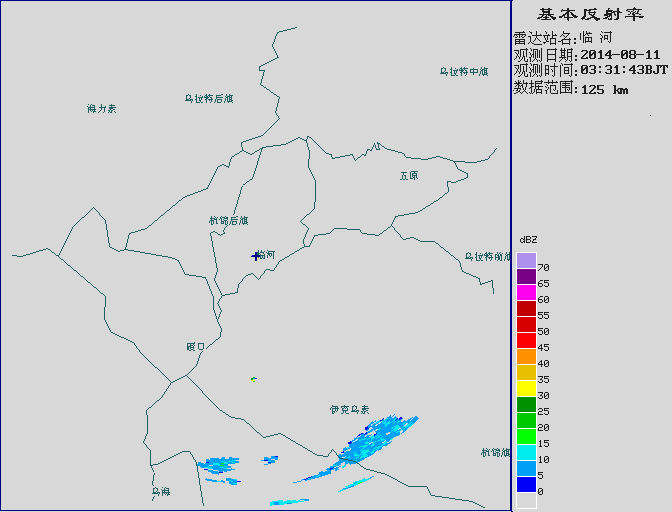 基本反射率
雷达站名:临 河
观测日期:2014-08-11
观测时间:03:31:43BJT
数据范围:125 km
乌拉特中旗
乌拉特后旗
海力素
五原
杭锦后旗
临河
乌拉特前旗
磴口
伊克乌素
杭锦旗
乌海
dBZ
70
65
60
55
50
45
40
35
30
25
20
15
10
5
0